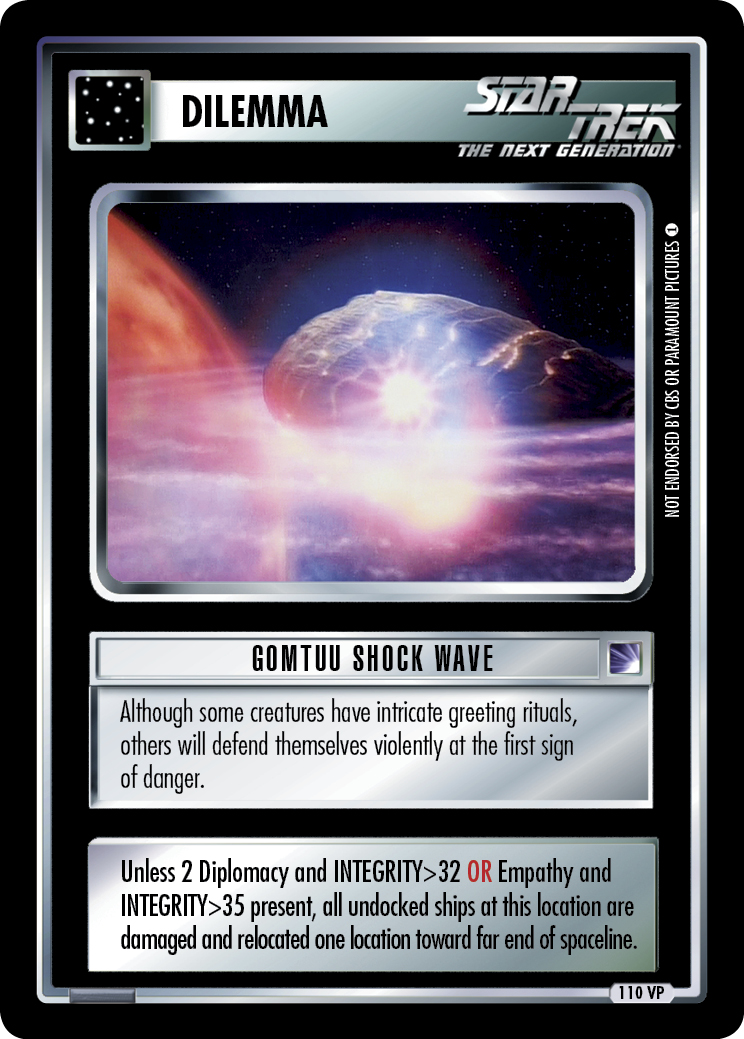 DILEMMA
STAR TREK
THE NEXT GENERATION
NOT ENDORSED BY CBS OR PARAMOUNT PICTURES 1
GOMTUU SHOCK WAVE
Although some creatures have intricate greeting rituals,
others will defend themselves violently at the first sign
of danger.
Unless 2 Diplomacy and INTEGRITY>32 OR Empathy and
INTEGRITY>35 present, all undocked ships at this location are
damaged and relocated one location toward far end of spaceline.
110 VP